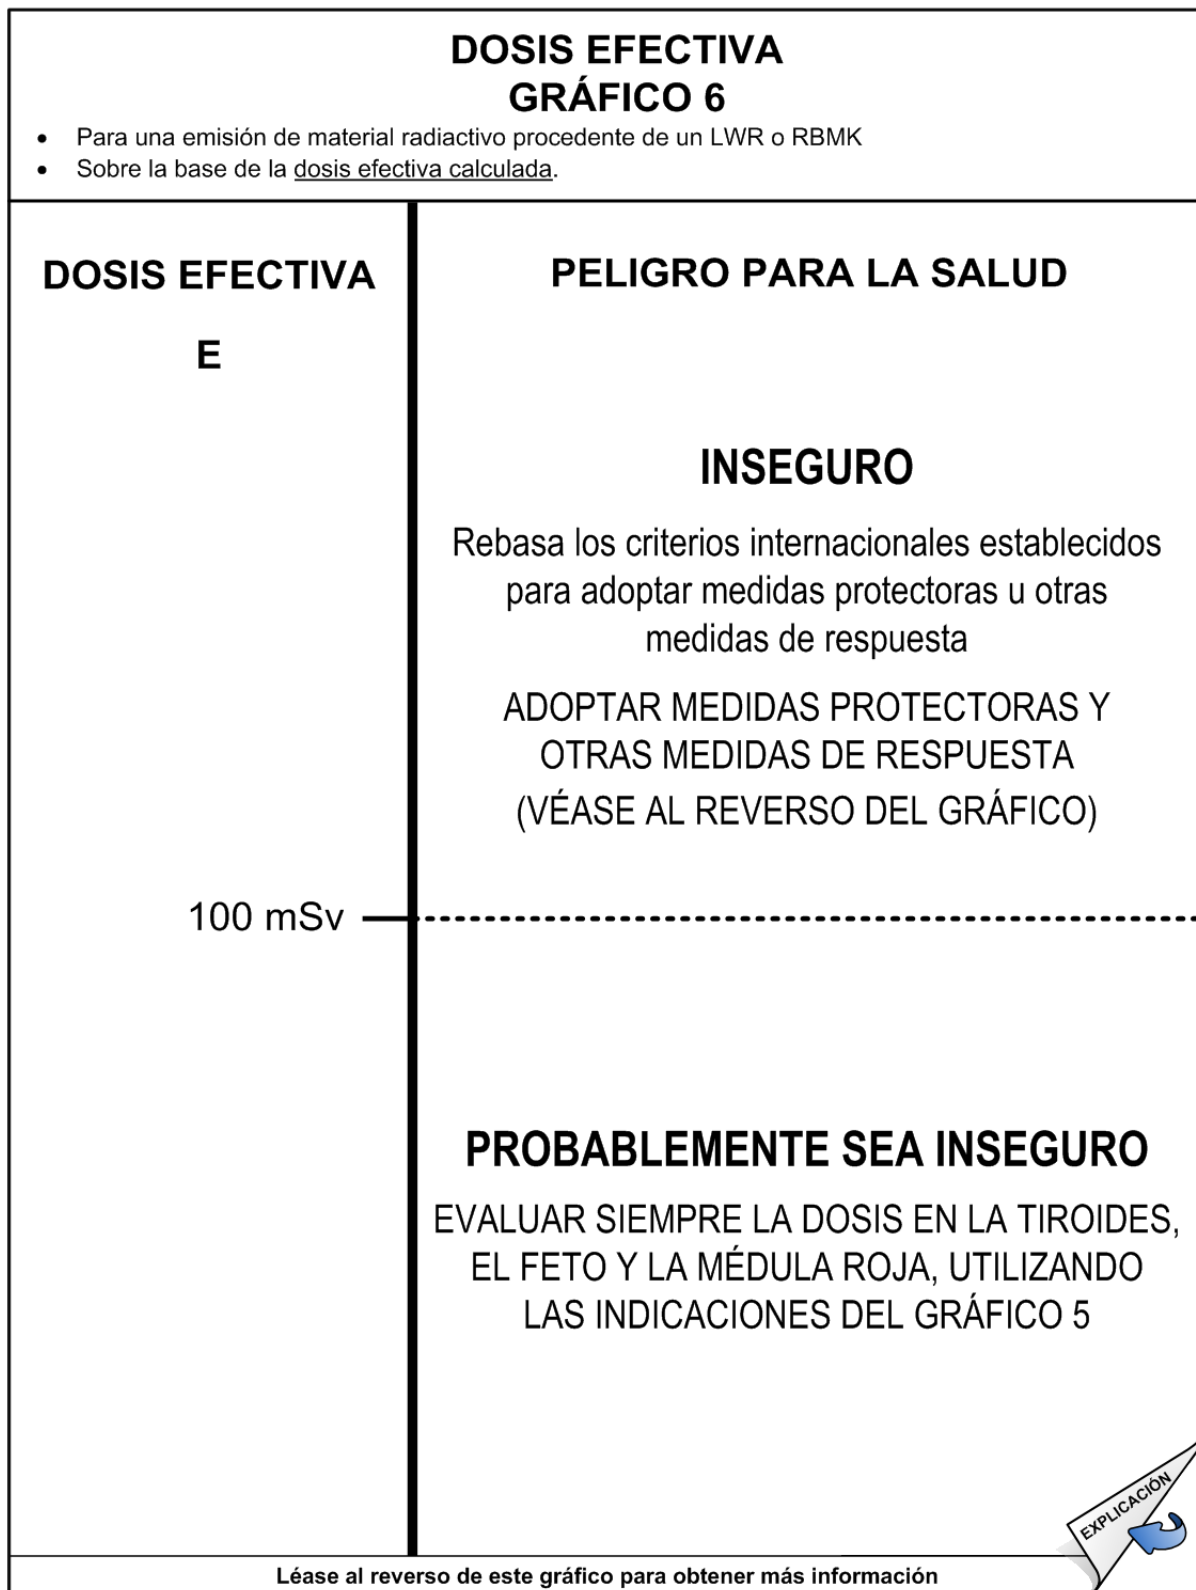 DOSIS EFECTIVA
GRÁFICO 6
• Para una emisión de material radiactivo procedente de un LWR o RBMK
• Sobre la base de la dosis efectiva calculada.
DOSIS EFECTIVA
E
PELIGRO PARA LA SALUD
INSEGURO
Rebasa los criterios internacionales establecidos
para adoptar medidas protectoras u otras
medidas de respuesta
ADOPTAR MEDIDAS PROTECTORAS Y
OTRAS MEDIDAS DE RESPUESTA
(VÉASE AL REVERSO DEL GRÁFICO)
100 mSv
PROBABLEMENTE SEA INSEGURO
EVALUAR SIEMPRE LA DOSIS EN LA TIROIDES,
EL FETO Y LA MÉDULA ROJA, UTILIZANDO
LAS INDICACIONES DEL GRÁFICO 5
EXPLICACIÓN
Léase al reverso de este gráfico para obtener más información